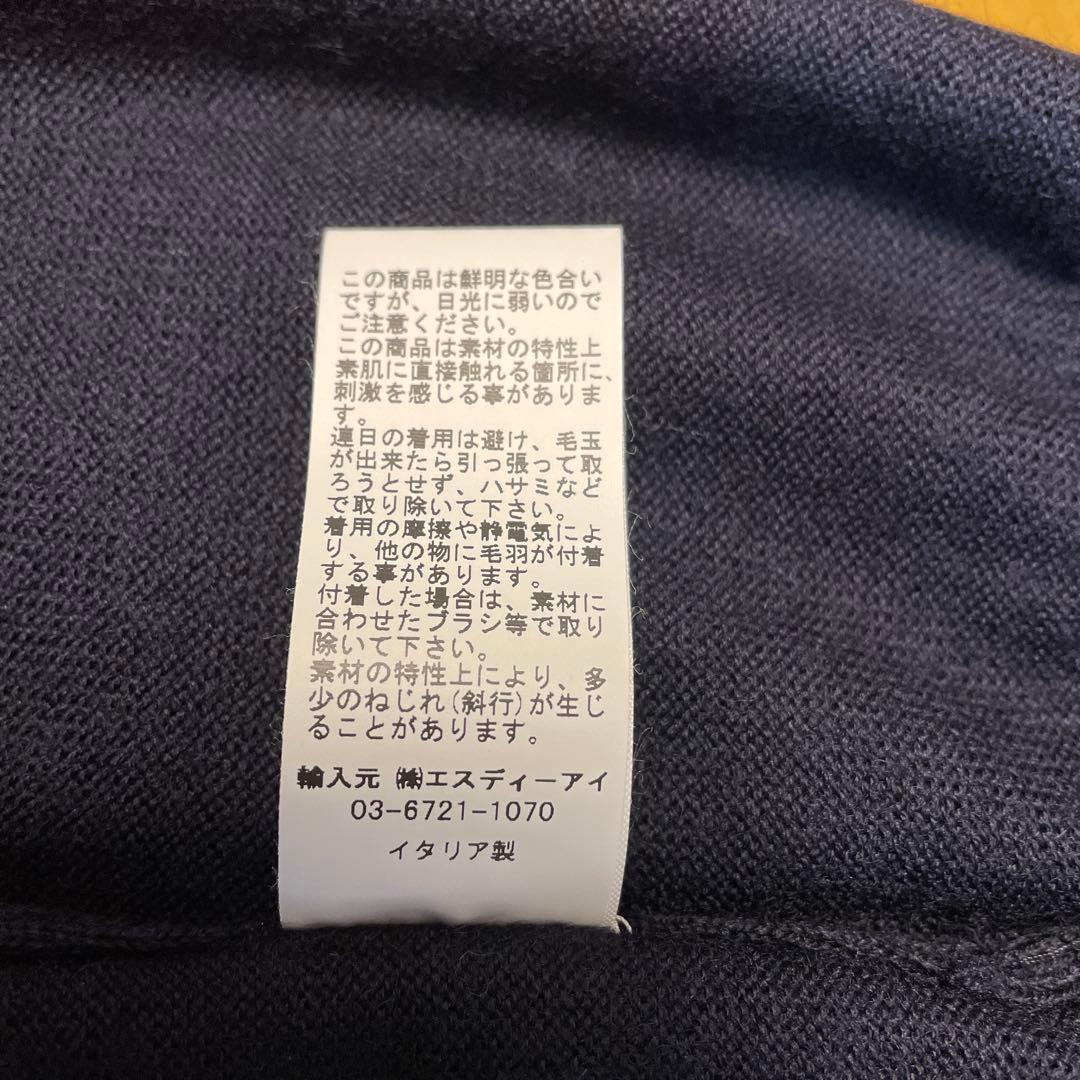 この商品は鮮明な色合い
ですが、日光に弱いので
ご注意ください。
この商品は素材の特性上
素肌に直接触れる箇所に、
刺激を感じる事がありま
す。
連日の着用は避け、毛玉
が出来たら引っ張って取
ろうとせず、ハサミなど
で取り除いて下さい。
着用の摩擦や静電気によ
り、他の物に毛羽が付着
する事があります。
付着した場合は、素材に
合わせたブラシ等で取り
除いて下さい。
素材の特性上により、多
少のねじれ(斜行)が生じ
ることがあります。
輸入元 ㈱エスディーアイ
03-6721-1070
イタリア製